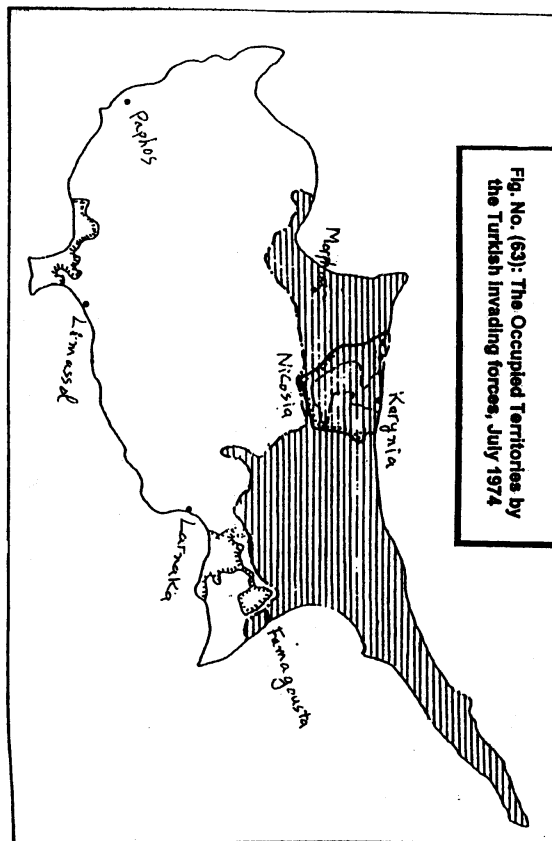 Fig. No. (63): The Occupied Territories by
the Turkish invading forces, July 1974
Kerynia
Morphou
Nicosia
Famagousta
Paphos
Larnaka
Limassol